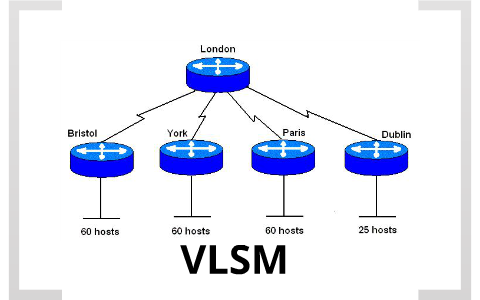 London
Bristol
York
Paris
Dublin
60 hosts
60 hosts
60 hosts
25 hosts
VLSM